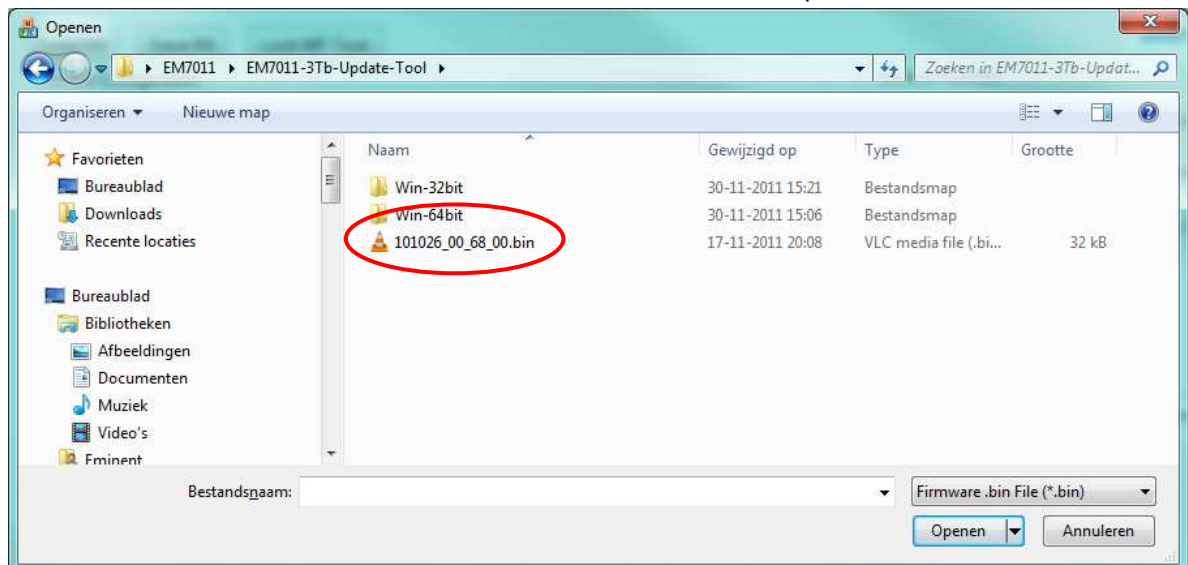 Openen
EM7011 EM7011-3Tb-Update-Tool Zoeken in EM7011-3Tb-Updat...
Organiseren Nieuwe map
Naam Gewijzigd op Type Grootte
Favorieten
Bureaublad Win-32bit 30-11-2011 15:21 Bestandsmap
Downloads Win-64bit 30-11-2011 15:06 Bestandsmap
Recente locaties 101026_00_68_00.bin 17-11-2011 20:08 VLC media file (.bi... 32 kB
Bureaublad
Bibliotheken
Afbeeldingen
Documenten
Muziek
Video's
Eminent
Bestandsnaam: Firmware .bin File (*.bin)
Openen Annuleren